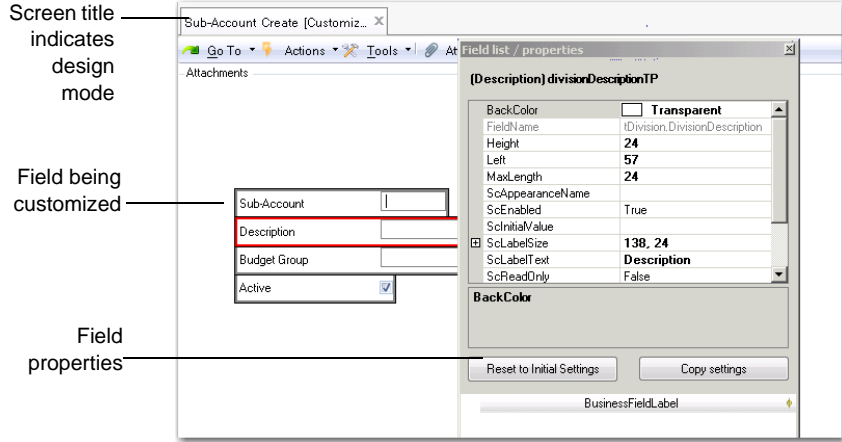 Screen title
indicates
design
mode
Sub-Account Create [Customiz... X
Go To Actions Tools At
Field list / properties
Attachments
(Description) divisionDescriptionTP
BackColor Transparent
FieldName tDivision.DivisionDescription
Height 24
Left 57
MaxLength 24
ScAppearanceName
ScEnabled True
ScInitialValue
ScLabelSize 138, 24
ScLabelText Description
ScReadOnly False
Field being
customized
Sub-Account
Description
Budget Group
Active
BackColor
Field
properties
Reset to Initial Settings Copy settings
BusinessFieldLabel